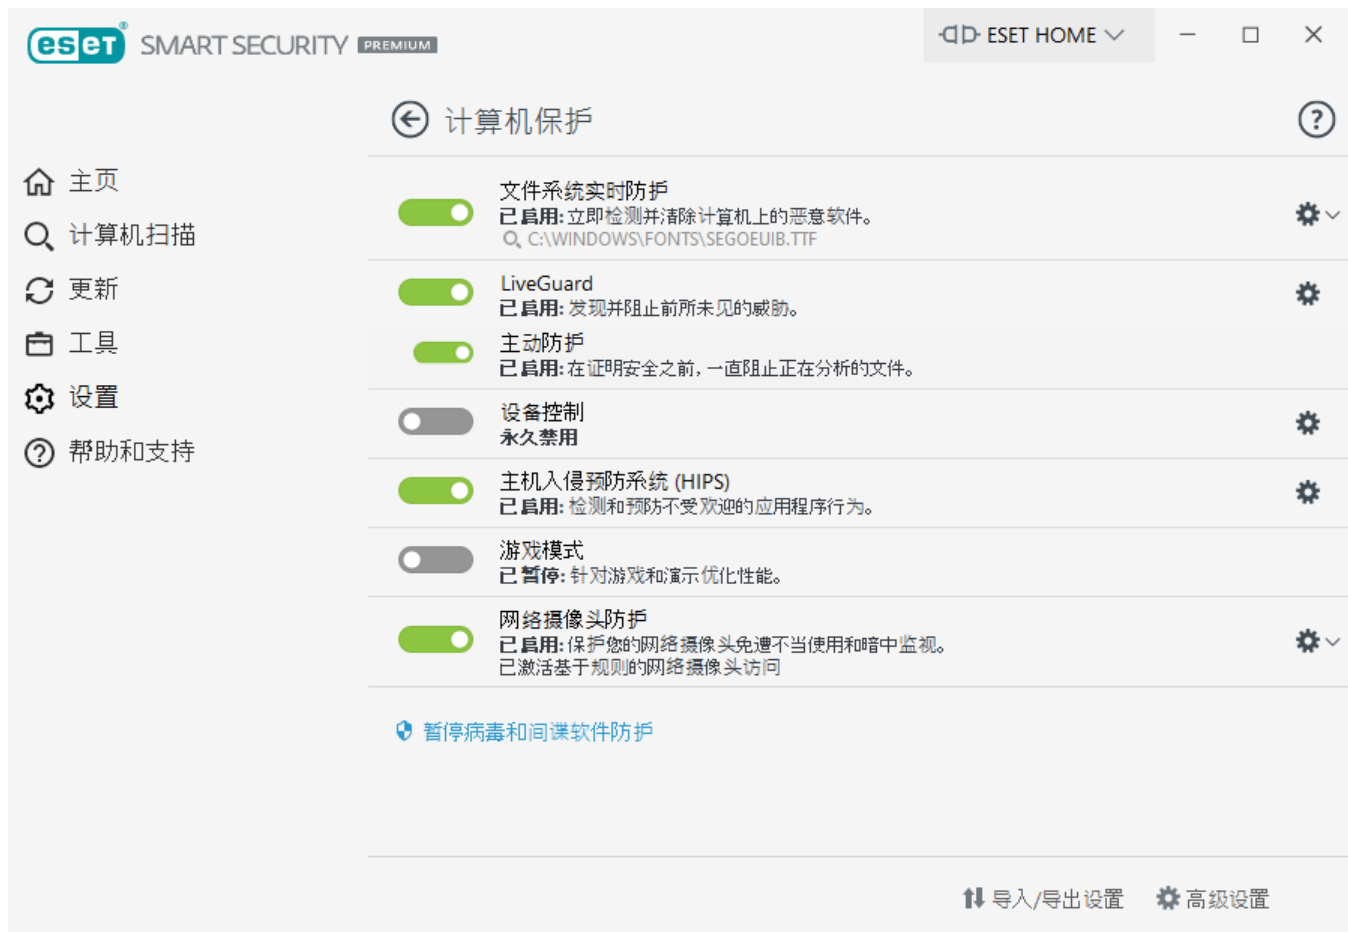 eset® SMART SECURITY PREMIUM
ESET HOME
计算机保护
主页
计算机扫描
更新
工具
设置
帮助和支持
文件系统实时防护
已启用: 立即检测并清除计算机上的恶意软件。
C:\WINDOWS\FONTS\SEGOEUIB.TTF
LiveGuard
已启用: 发现并阻止前所未见的威胁。
主动防护
已启用: 在证明安全之前, 一直阻止正在分析的文件。
设备控制
永久禁用
主机入侵预防系统 (HIPS)
已启用: 检测和预防不受欢迎的应用程序行为。
游戏模式
已暂停: 针对游戏和演示优化性能。
网络摄像头防护
已启用: 保护您的网络摄像头免遭不当使用和暗中监视。
已激活基于规则的网络摄像头访问
暂停病毒和间谍软件防护
导入/导出设置
高级设置